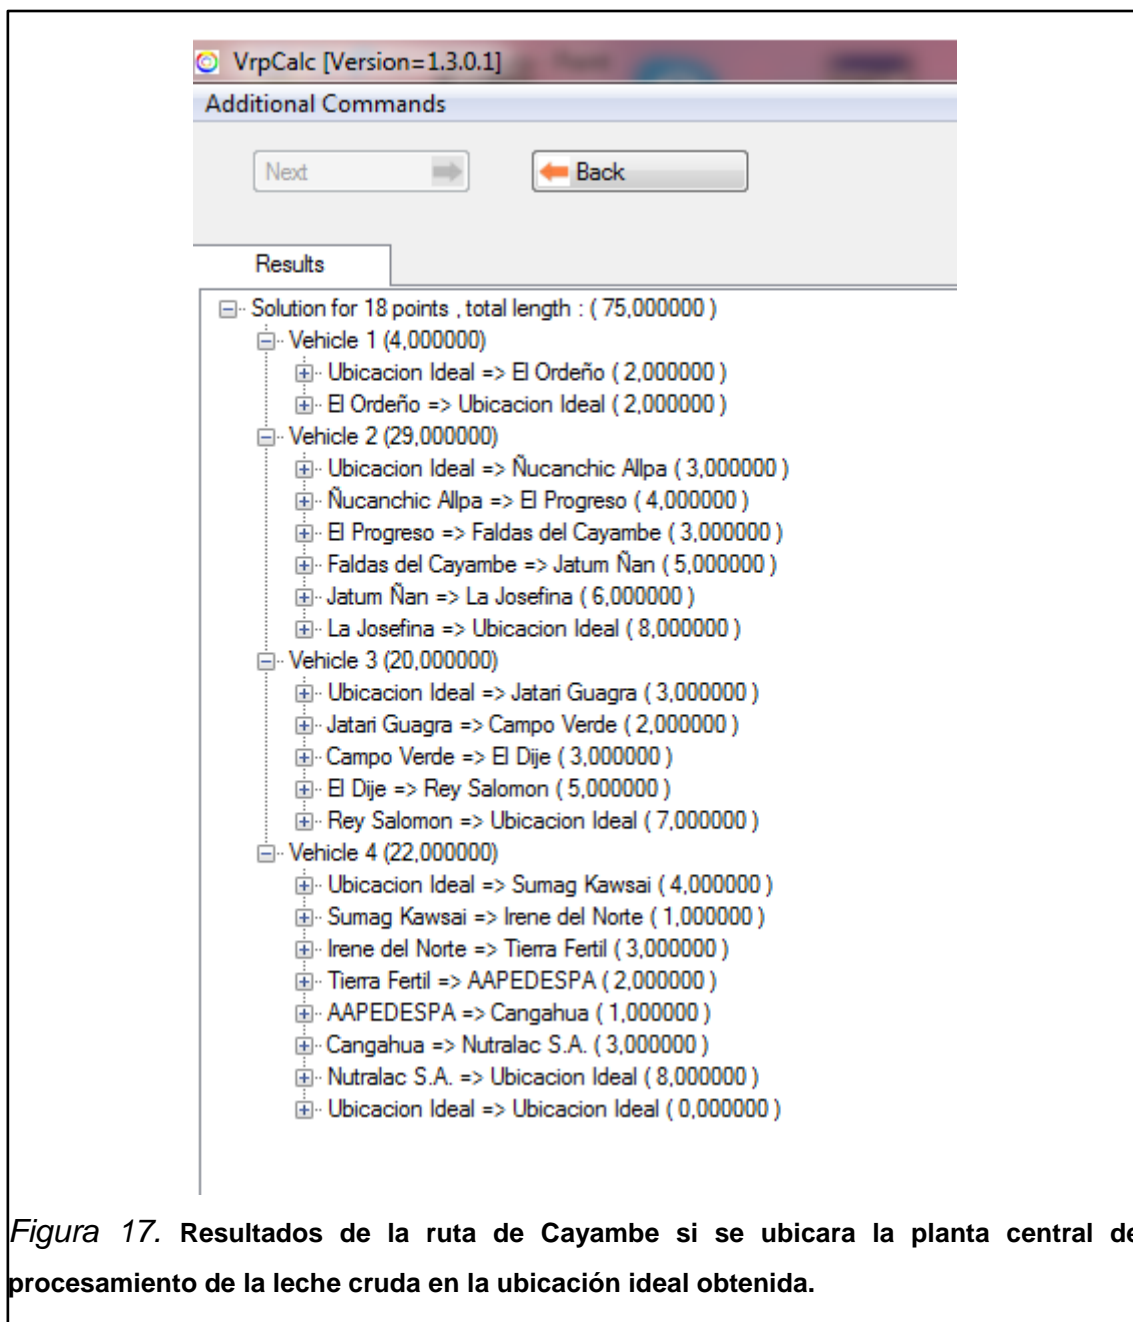 VrpCalc [Version=1.3.0.1]
Additional Commands
Next
Back
Results
Solution for 18 points , total length : ( 75,000000 )
Vehicle 1 (4,000000)
Ubicacion Ideal => El Ordeño ( 2,000000 )
El Ordeño => Ubicacion Ideal ( 2,000000 )
Vehicle 2 (29,000000)
Ubicacion Ideal => Ñucanchic Allpa ( 3,000000 )
Ñucanchic Allpa => El Progreso ( 4,000000 )
El Progreso => Faldas del Cayambe ( 3,000000 )
Faldas del Cayambe => Jatum Ñan ( 5,000000 )
Jatum Ñan => La Josefina ( 6,000000 )
La Josefina => Ubicacion Ideal ( 8,000000 )
Vehicle 3 (20,000000)
Ubicacion Ideal => Jatari Guagra ( 3,000000 )
Jatari Guagra => Campo Verde ( 2,000000 )
Campo Verde => El Dije ( 3,000000 )
El Dije => Rey Salomon ( 5,000000 )
Rey Salomon => Ubicacion Ideal ( 7,000000 )
Vehicle 4 (22,000000)
Ubicacion Ideal => Sumag Kawsai ( 4,000000 )
Sumag Kawsai => Irene del Norte ( 1,000000 )
Irene del Norte => Tierra Fertil ( 3,000000 )
Tierra Fertil => AAPEDESPA ( 2,000000 )
AAPEDESPA => Cangahua ( 1,000000 )
Cangahua => Nutralac S.A. ( 3,000000 )
Nutralac S.A. => Ubicacion Ideal ( 8,000000 )
Ubicacion Ideal => Ubicacion Ideal ( 0,000000 )
Figura 17. Resultados de la ruta de Cayambe si se ubicara la planta central de
procesamiento de la leche cruda en la ubicación ideal obtenida.